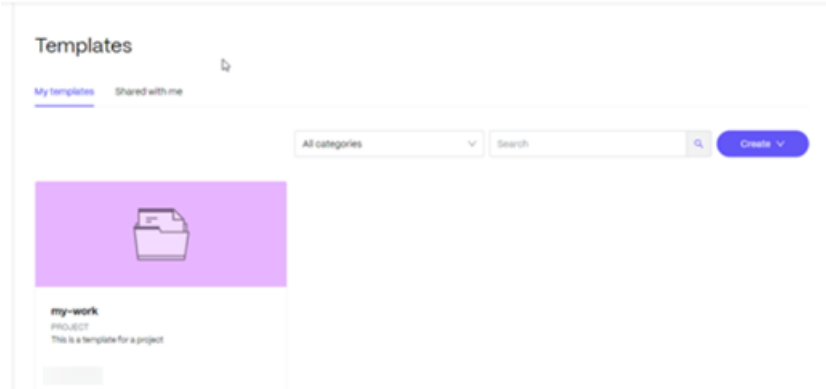 Templates
My templates Shared with me
All categories Search Create
my-work
PROJECT
This is a template for a project